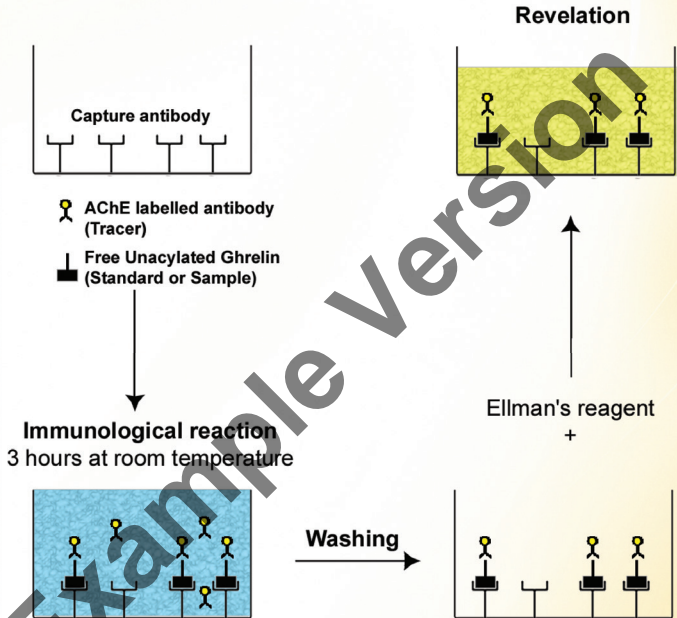 Capture antibody
AChE labelled antibody
(Tracer)
Free Unacylated Ghrelin
(Standard or Sample)
Immunological reaction
3 hours at room temperature
Washing
Ellman's reagent
+
Revelation
Example Version